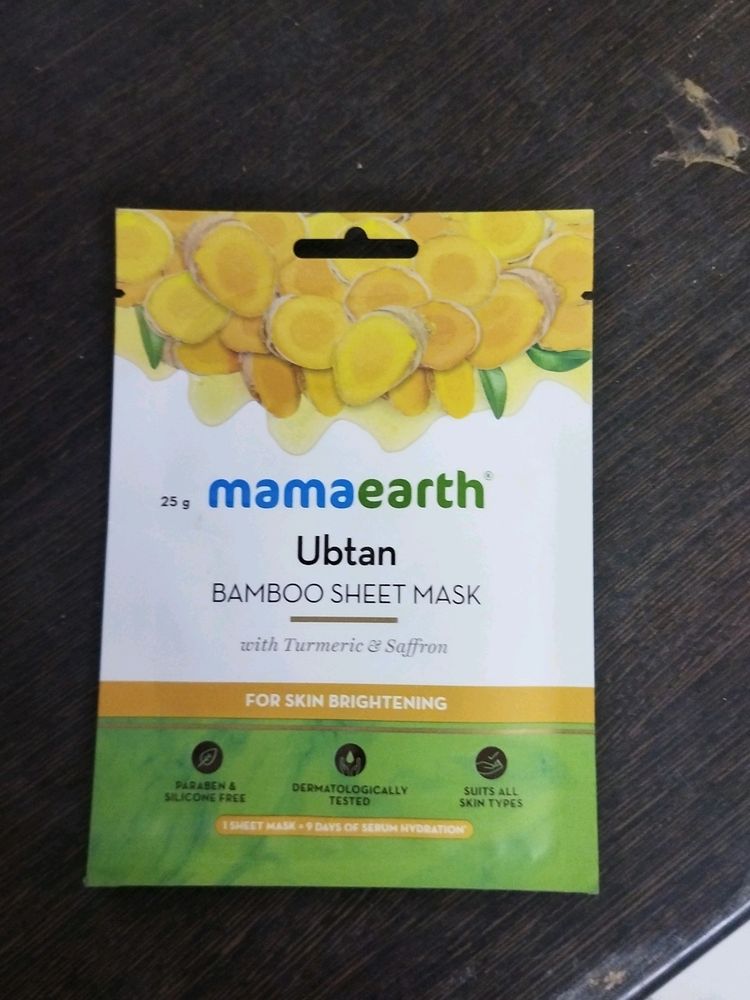 25 g mamaearth®
Ubtan
BAMBOO SHEET MASK
with Turmeric & Saffron
FOR SKIN BRIGHTENING
PARABEN &
SILICONE FREE
DERMATOLOGICALLY
TESTED
SUITS ALL
SKIN TYPES
1 SHEET MASK = 9 DAYS OF SERUM HYDRATION*